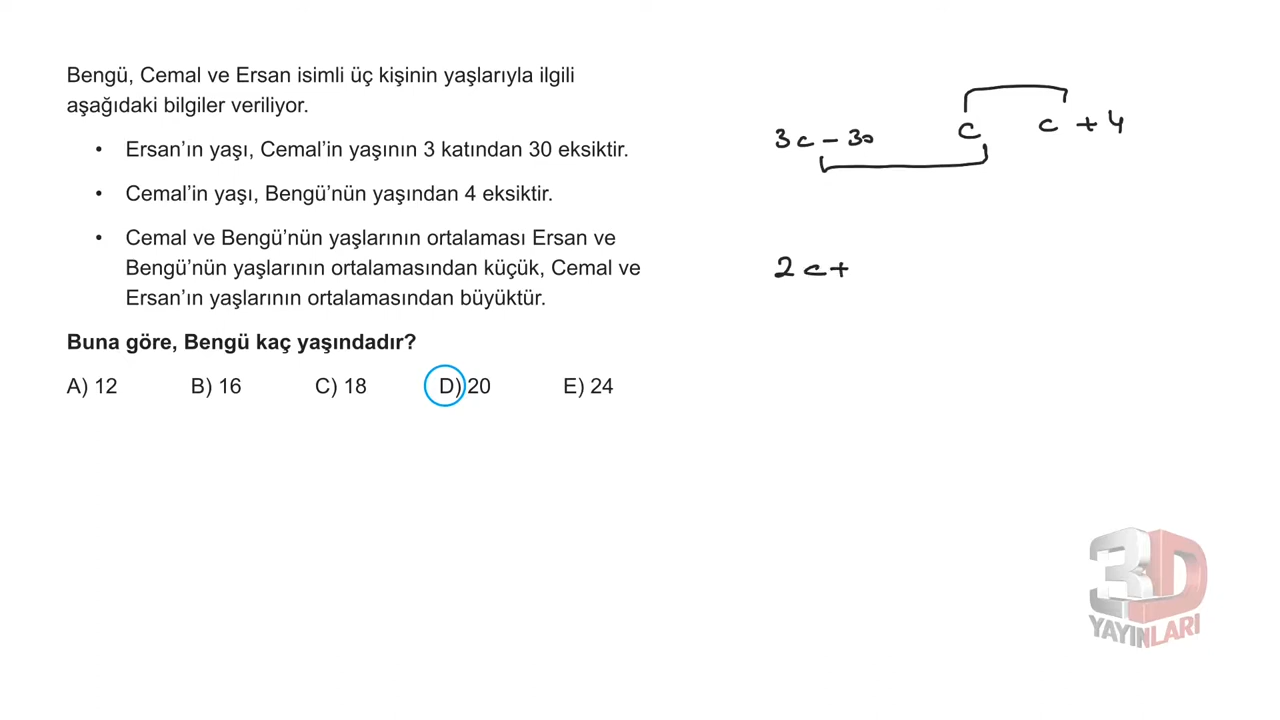 Bengü, Cemal ve Ersan isimli üç kişinin yaşlarıyla ilgili
aşağıdaki bilgiler veriliyor.
• Ersan’ın yaşı, Cemal’in yaşının 3 katından 30 eksiktir.
• Cemal’in yaşı, Bengü’nün yaşından 4 eksiktir.
• Cemal ve Bengü’nün yaşlarının ortalaması Ersan ve
Bengü’nün yaşlarının ortalamasından küçük, Cemal ve
Ersan’ın yaşlarının ortalamasından büyüktür.
Buna göre, Bengü kaç yaşındadır?
A) 12 B) 16 C) 18 D) 20 E) 24
3c - 30 c c + 4
2c+
3D
YAYINLARI